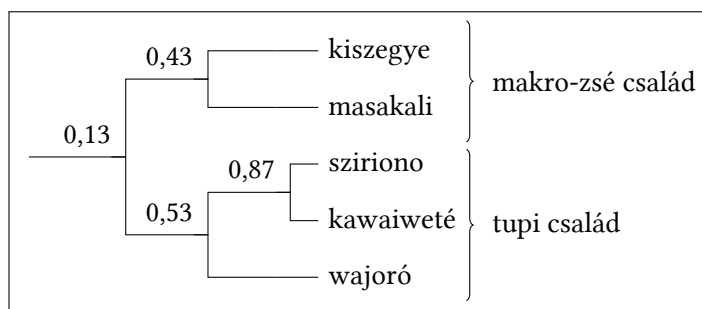 0,43
kiszegye
makro-zsé család
masakali
0,13
0,87
sziriono
0,53
kawaiweté
tupi család
wajoró